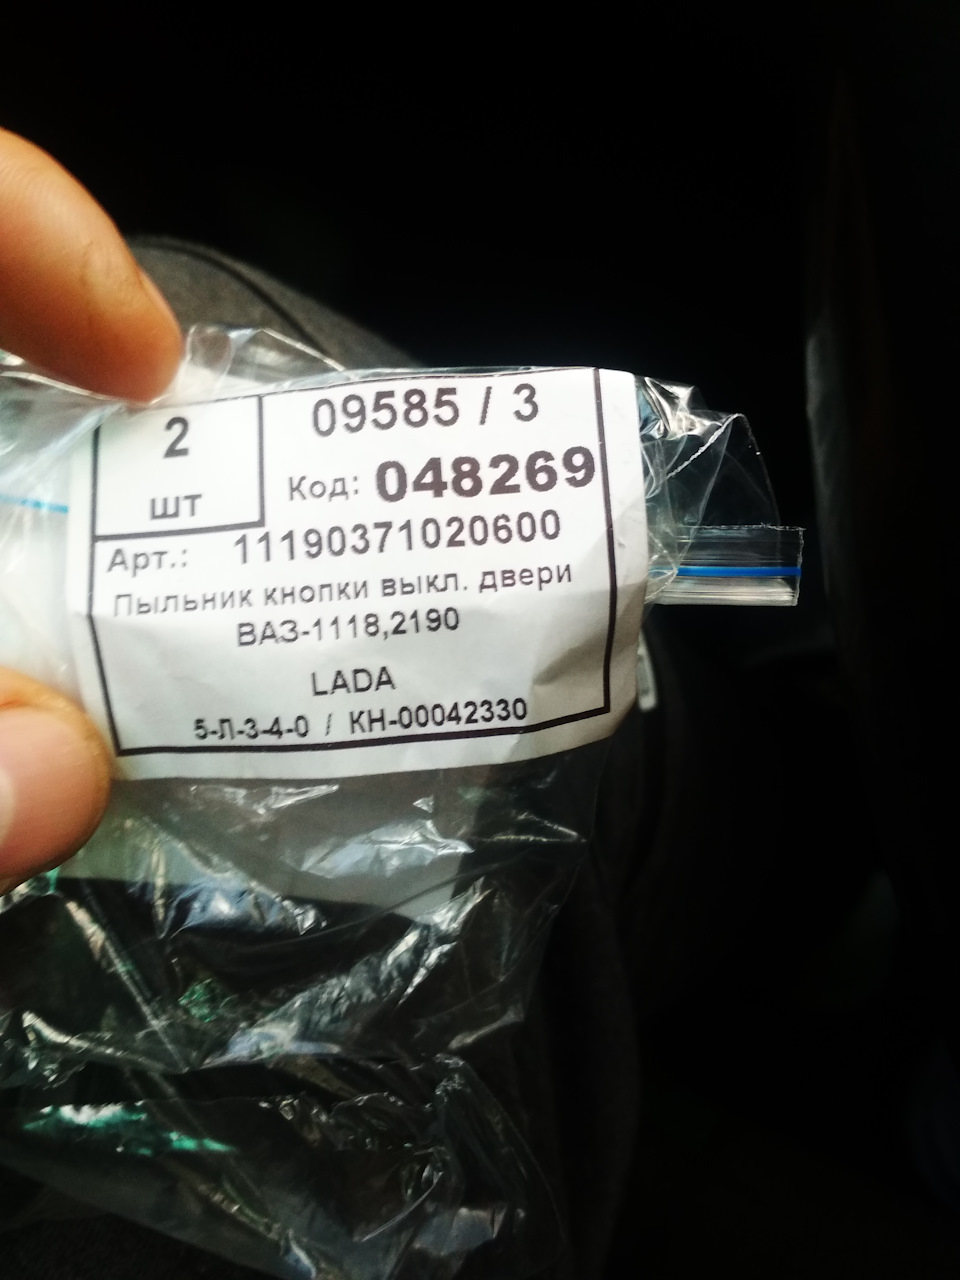 2
шт
09585 / 3
Код: 048269
Арт.: 11190371020600
Пыльник кнопки выкл. двери
ВАЗ-1118,2190
LADA
5-Л-3-4-0 / КН-00042330